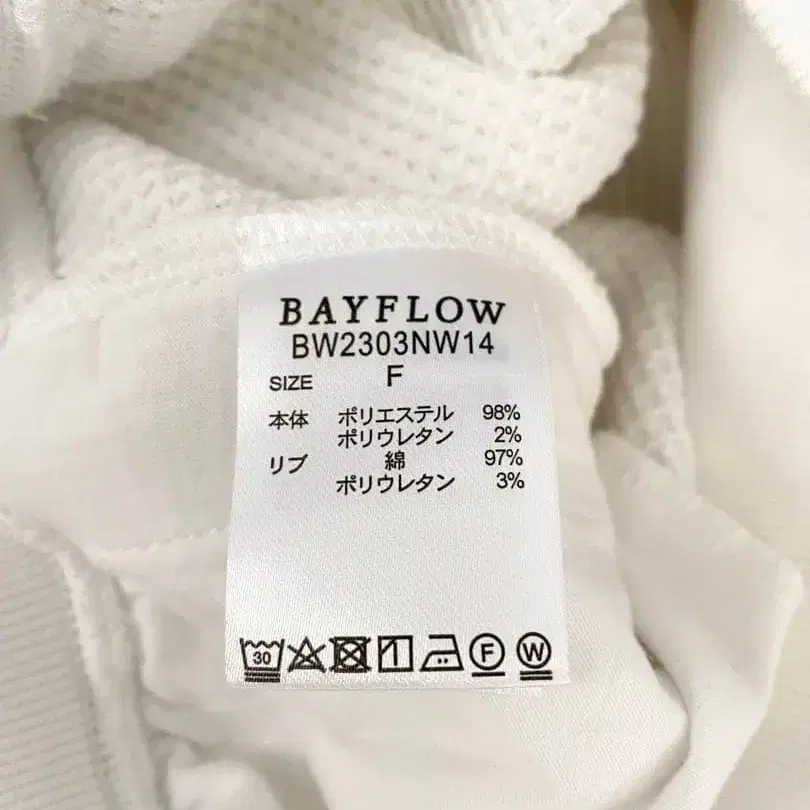 BAYFLOW
BW2303NW14
SIZE F
本体 ポリエステル 98%
ポリウレタン 2%
リブ 綿 97%
ポリウレタン 3%
30 F W